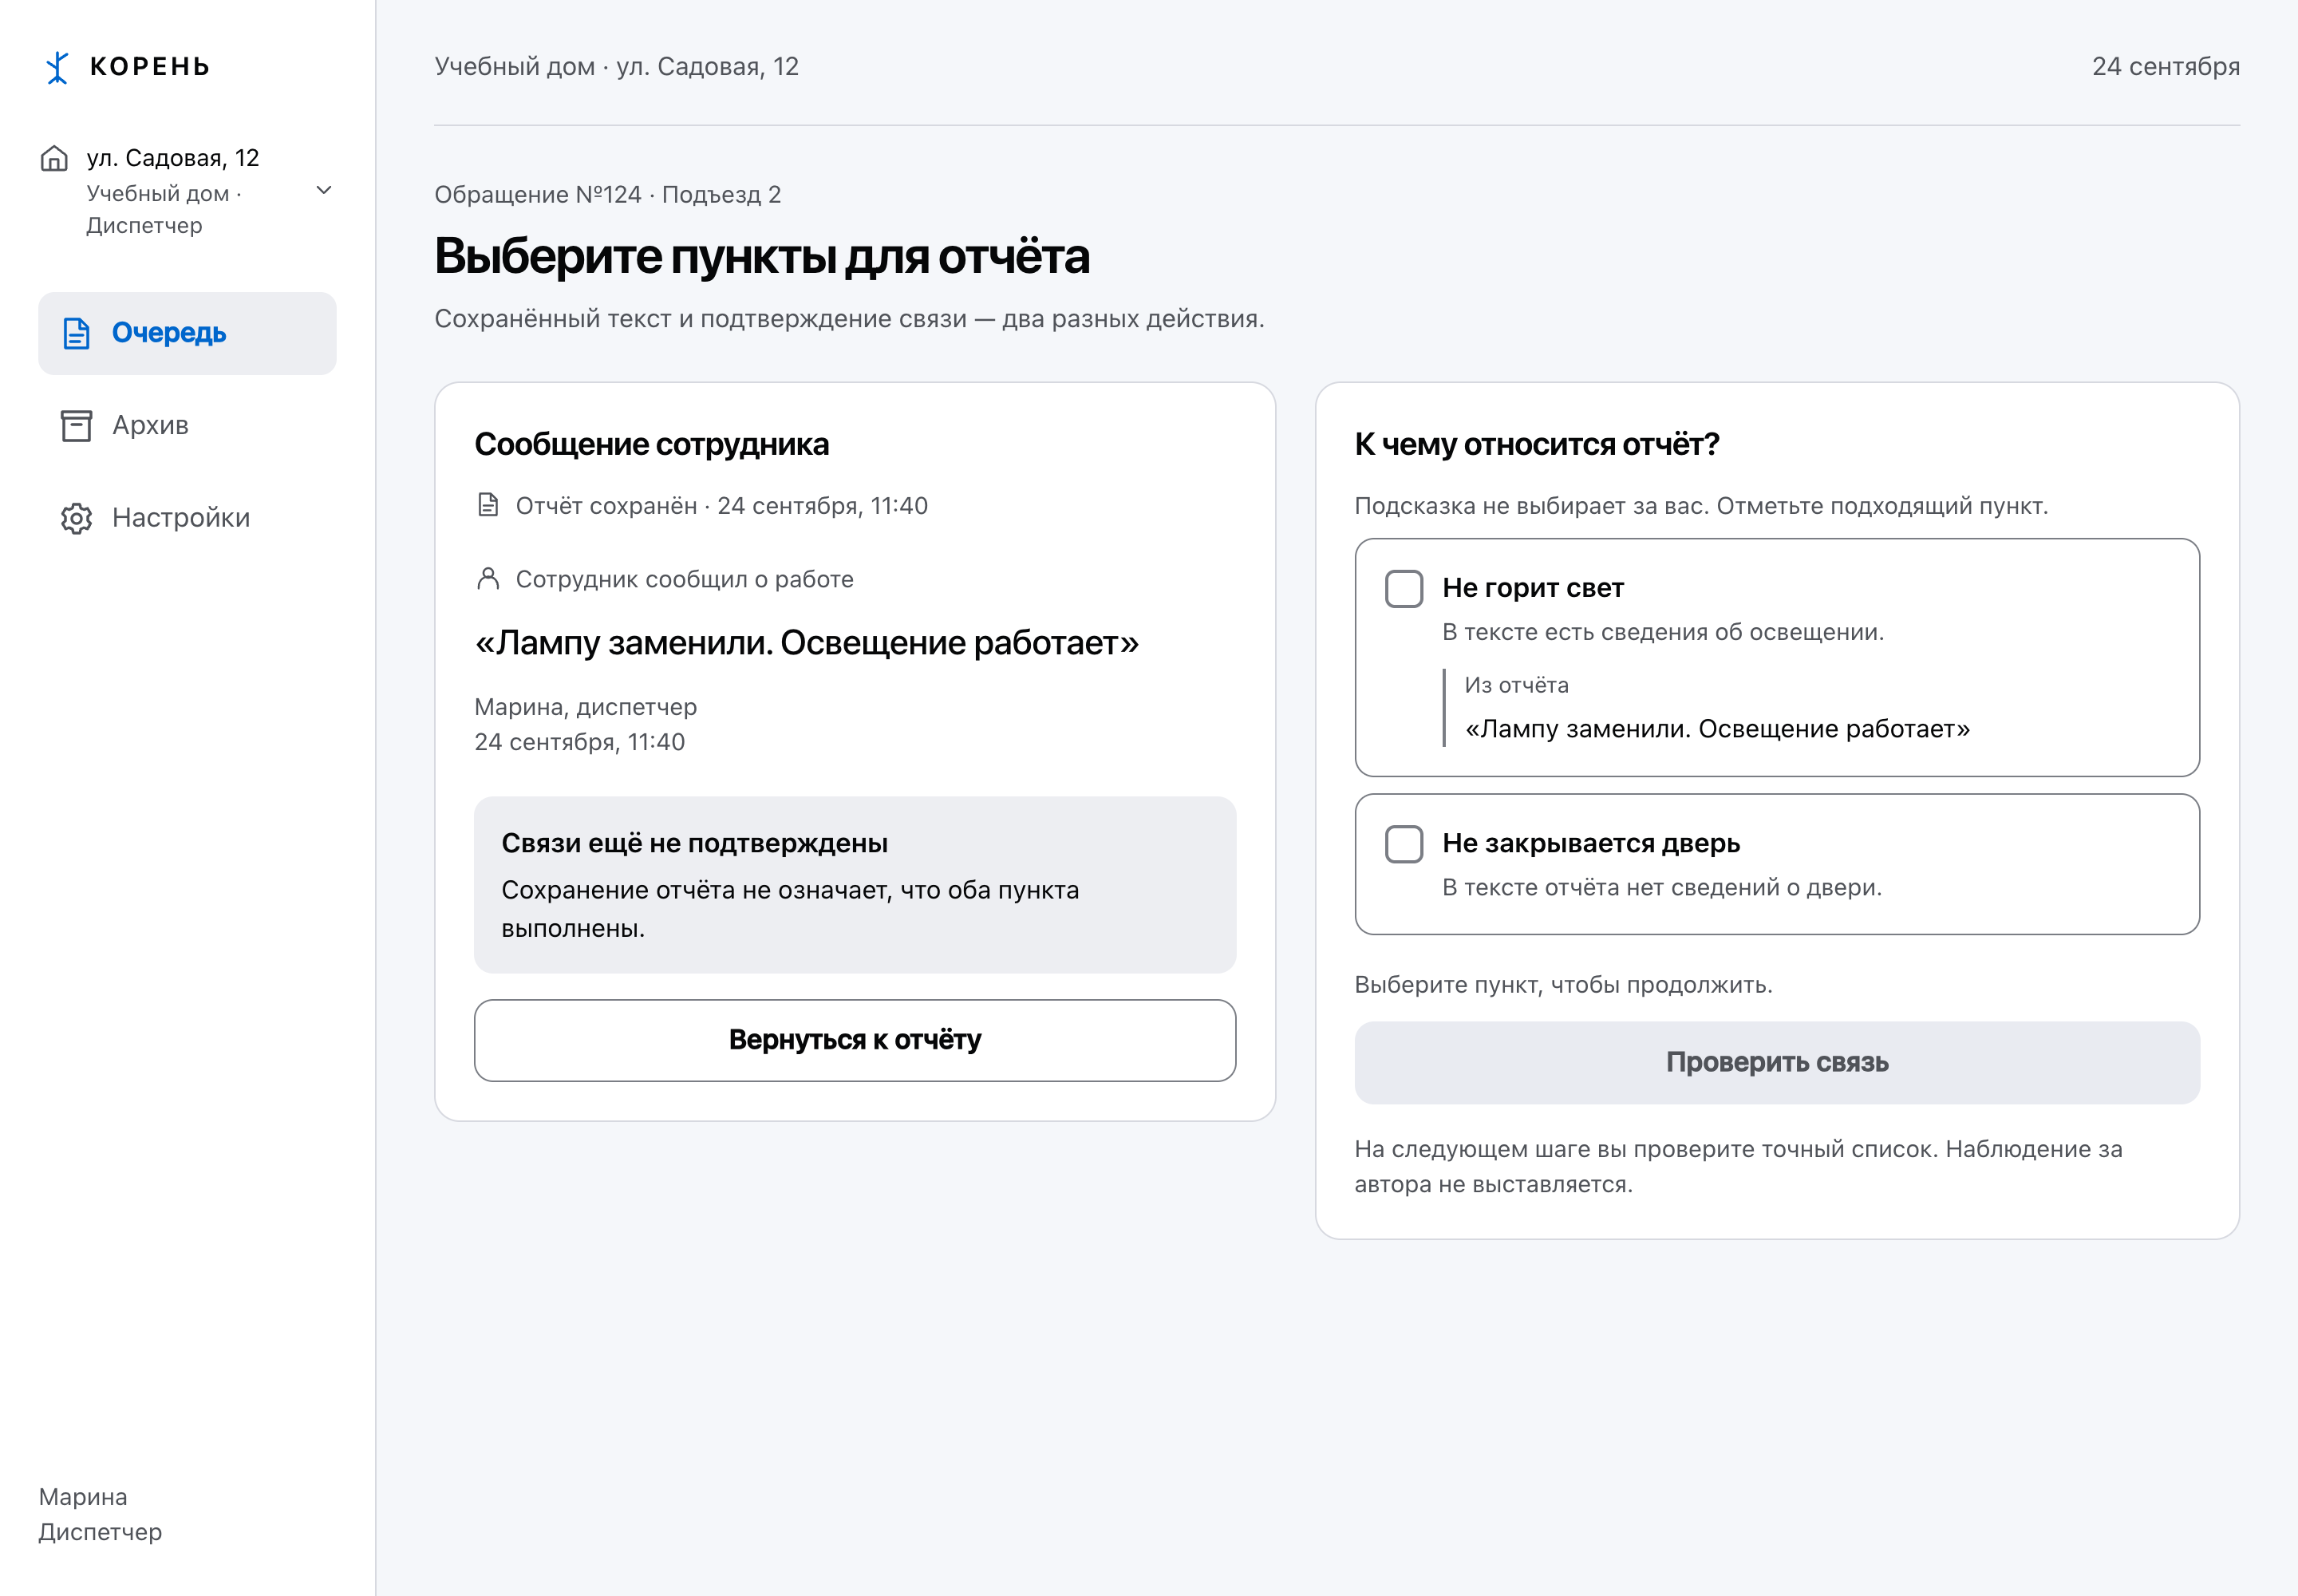 КОРЕНЬ
ул. Садовая, 12
Учебный дом ·
Диспетчер
Очередь
Архив
Настройки
Марина
Диспетчер
Учебный дом · ул. Садовая, 12
24 сентября
Обращение №124 · Подъезд 2
Выберите пункты для отчёта
Сохранённый текст и подтверждение связи — два разных действия.
Сообщение сотрудника
Отчёт сохранён · 24 сентября, 11:40
Сотрудник сообщил о работе
«Лампу заменили. Освещение работает»
Марина, диспетчер
24 сентября, 11:40
Связи ещё не подтверждены
Сохранение отчёта не означает, что оба пункта
выполнены.
Вернуться к отчёту
К чему относится отчёт?
Подсказка не выбирает за вас. Отметьте подходящий пункт.
Не горит свет
В тексте есть сведения об освещении.
Из отчёта
«Лампу заменили. Освещение работает»
Не закрывается дверь
В тексте отчёта нет сведений о двери.
Выберите пункт, чтобы продолжить.
Проверить связь
На следующем шаге вы проверите точный список. Наблюдение за
автора не выставляется.